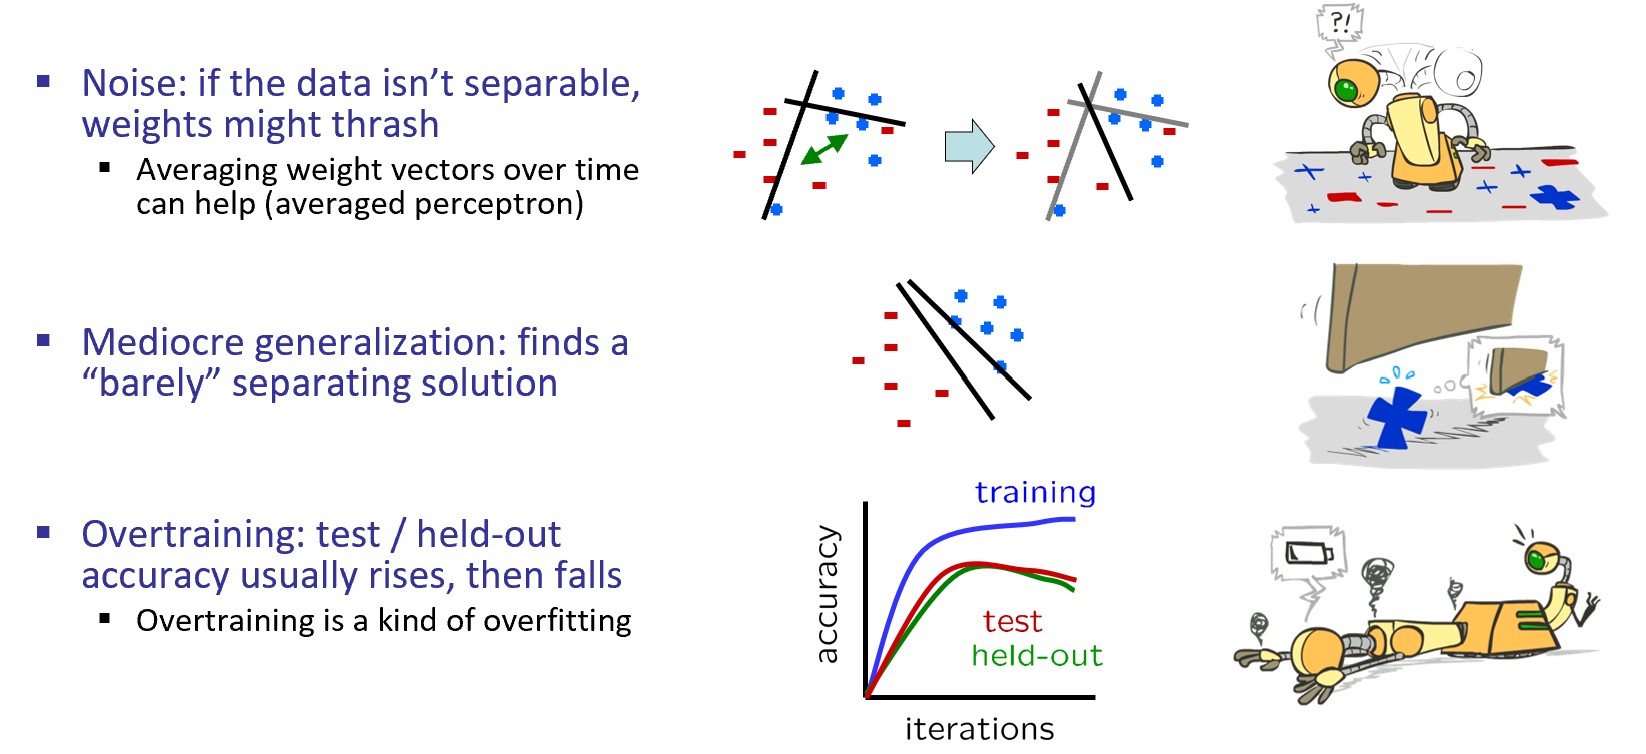 Noise: if the data isn’t separable,
weights might thrash
Averaging weight vectors over time
can help (averaged perceptron)
?!
Mediocre generalization: finds a
“barely” separating solution
Overtraining: test / held-out
accuracy usually rises, then falls
Overtraining is a kind of overfitting
training
accuracy
test
held-out
iterations